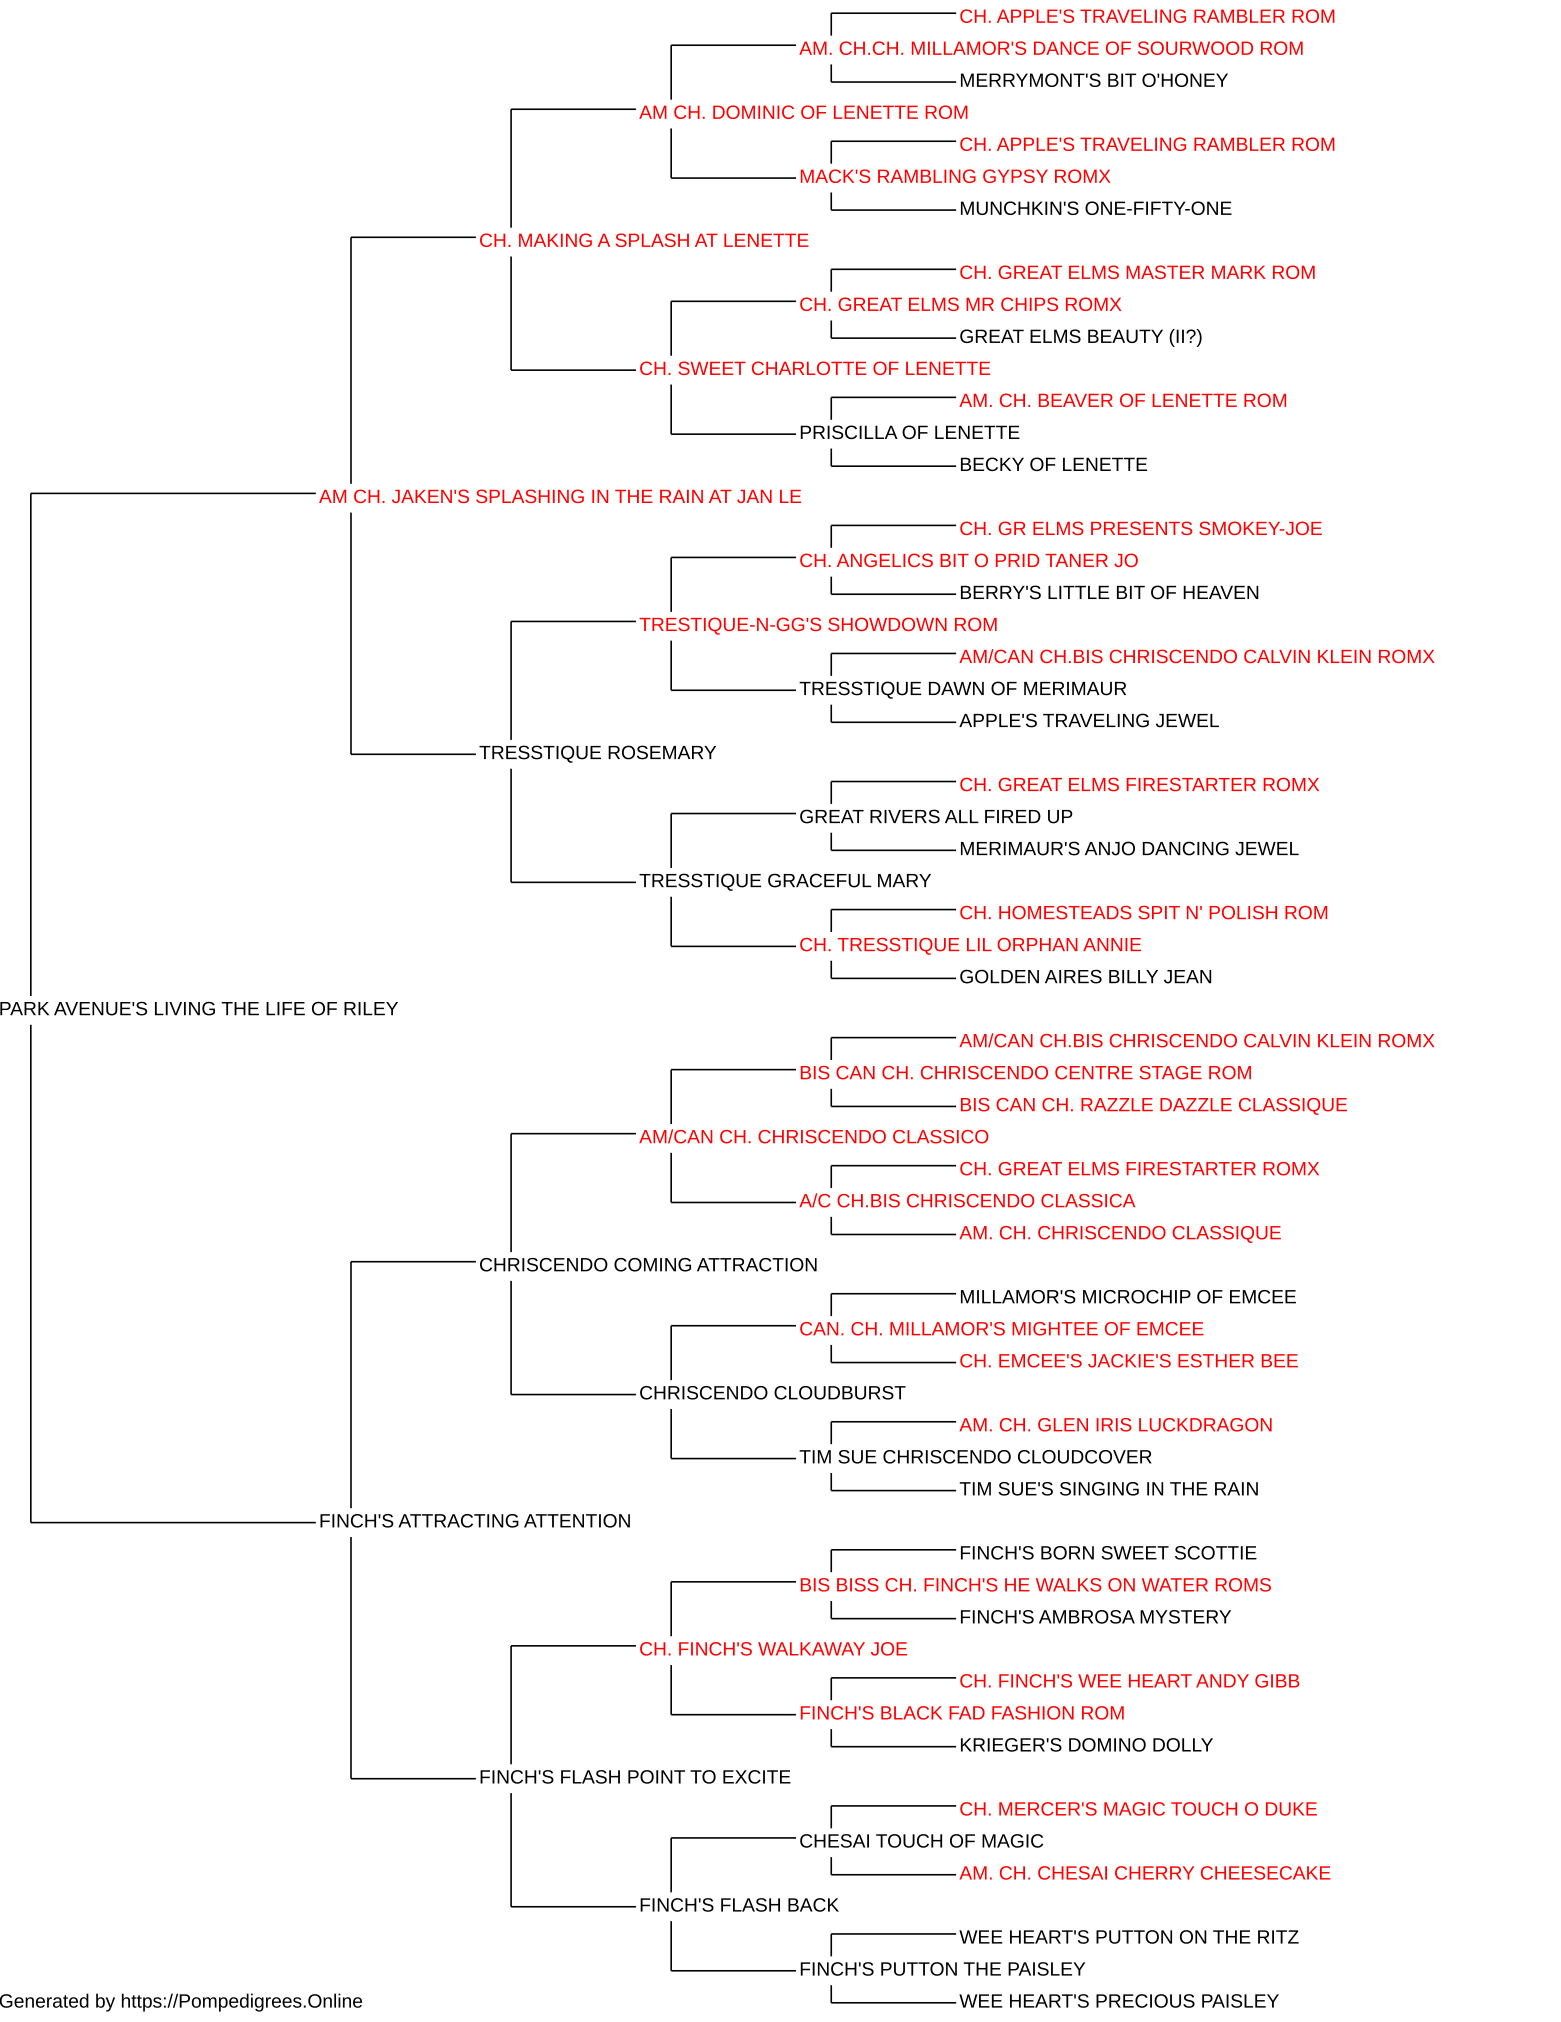 CH. APPLE'S TRAVELING RAMBLER ROM
AM. CH.CH. MILLAMOR'S DANCE OF SOURWOOD ROM
MERRYMONT'S BIT O'HONEY
AM CH. DOMINIC OF LENETTE ROM
CH. APPLE'S TRAVELING RAMBLER ROM
MACK'S RAMBLING GYPSY ROMX
MUNCHKIN'S ONE-FIFTY-ONE
CH. MAKING A SPLASH AT LENETTE
CH. GREAT ELMS MASTER MARK ROM
CH. GREAT ELMS MR CHIPS ROMX
GREAT ELMS BEAUTY (II?)
CH. SWEET CHARLOTTE OF LENETTE
AM. CH. BEAVER OF LENETTE ROM
PRISCILLA OF LENETTE
BECKY OF LENETTE
AM CH. JAKEN'S SPLASHING IN THE RAIN AT JAN LE
CH. GR ELMS PRESENTS SMOKEY-JOE
CH. ANGELICS BIT O PRID TANER JO
BERRY'S LITTLE BIT OF HEAVEN
TRESTIQUE-N-GG'S SHOWDOWN ROM
AM/CAN CH.BIS CHRISCENDO CALVIN KLEIN ROMX
TRESSTIQUE DAWN OF MERIMAUR
APPLE'S TRAVELING JEWEL
TRESSTIQUE ROSEMARY
CH. GREAT ELMS FIRESTARTER ROMX
GREAT RIVERS ALL FIRED UP
MERIMAUR'S ANJO DANCING JEWEL
TRESSTIQUE GRACEFUL MARY
CH. HOMESTEADS SPIT N' POLISH ROM
CH. TRESSTIQUE LIL ORPHAN ANNIE
GOLDEN AIRES BILLY JEAN
PARK AVENUE'S LIVING THE LIFE OF RILEY
AM/CAN CH.BIS CHRISCENDO CALVIN KLEIN ROMX
BIS CAN CH. CHRISCENDO CENTRE STAGE ROM
BIS CAN CH. RAZZLE DAZZLE CLASSIQUE
AM/CAN CH. CHRISCENDO CLASSICO
CH. GREAT ELMS FIRESTARTER ROMX
A/C CH.BIS CHRISCENDO CLASSICA
AM. CH. CHRISCENDO CLASSIQUE
CHRISCENDO COMING ATTRACTION
MILLAMOR'S MICROCHIP OF EMCEE
CAN. CH. MILLAMOR'S MIGHTEE OF EMCEE
CH. EMCEE'S JACKIE'S ESTHER BEE
CHRISCENDO CLOUDBURST
AM. CH. GLEN IRIS LUCKDRAGON
TIM SUE CHRISCENDO CLOUDCOVER
TIM SUE'S SINGING IN THE RAIN
FINCH'S ATTRACTING ATTENTION
FINCH'S BORN SWEET SCOTTIE
BIS BISS CH. FINCH'S HE WALKS ON WATER ROMS
FINCH'S AMBROSA MYSTERY
CH. FINCH'S WALKAWAY JOE
CH. FINCH'S WEE HEART ANDY GIBB
FINCH'S BLACK FAD FASHION ROM
KRIEGER'S DOMINO DOLLY
FINCH'S FLASH POINT TO EXCITE
CH. MERCER'S MAGIC TOUCH O DUKE
CHESAI TOUCH OF MAGIC
AM. CH. CHESAI CHERRY CHEESECAKE
FINCH'S FLASH BACK
WEE HEART'S PUTTON ON THE RITZ
FINCH'S PUTTON THE PAISLEY
WEE HEART'S PRECIOUS PAISLEY
Generated by https://Pompedigrees.Online